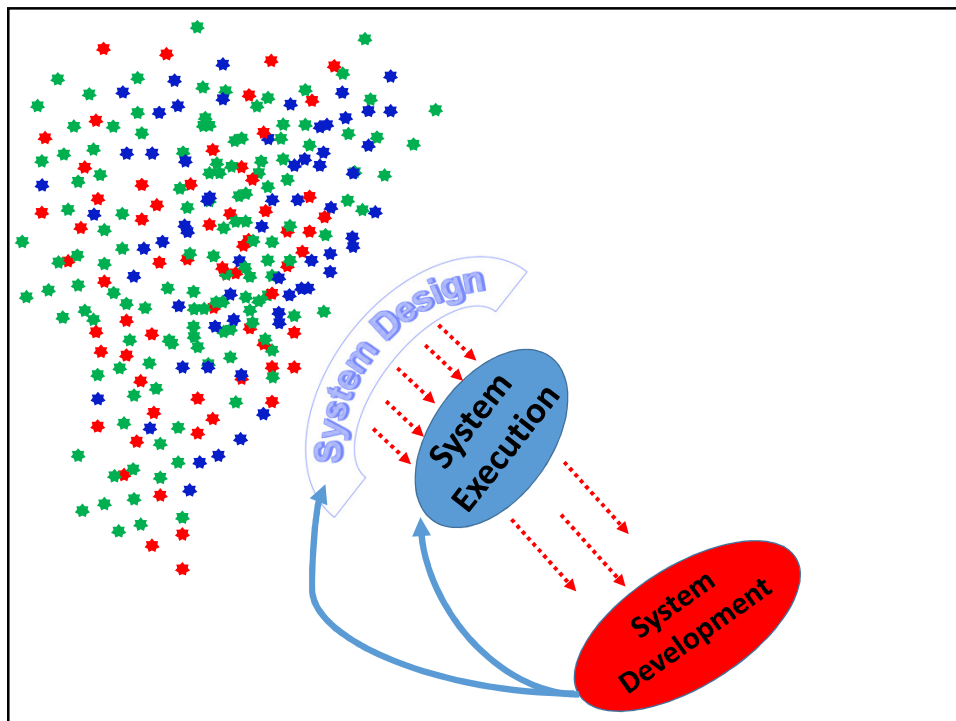 System Design
System
Execution
System
Development